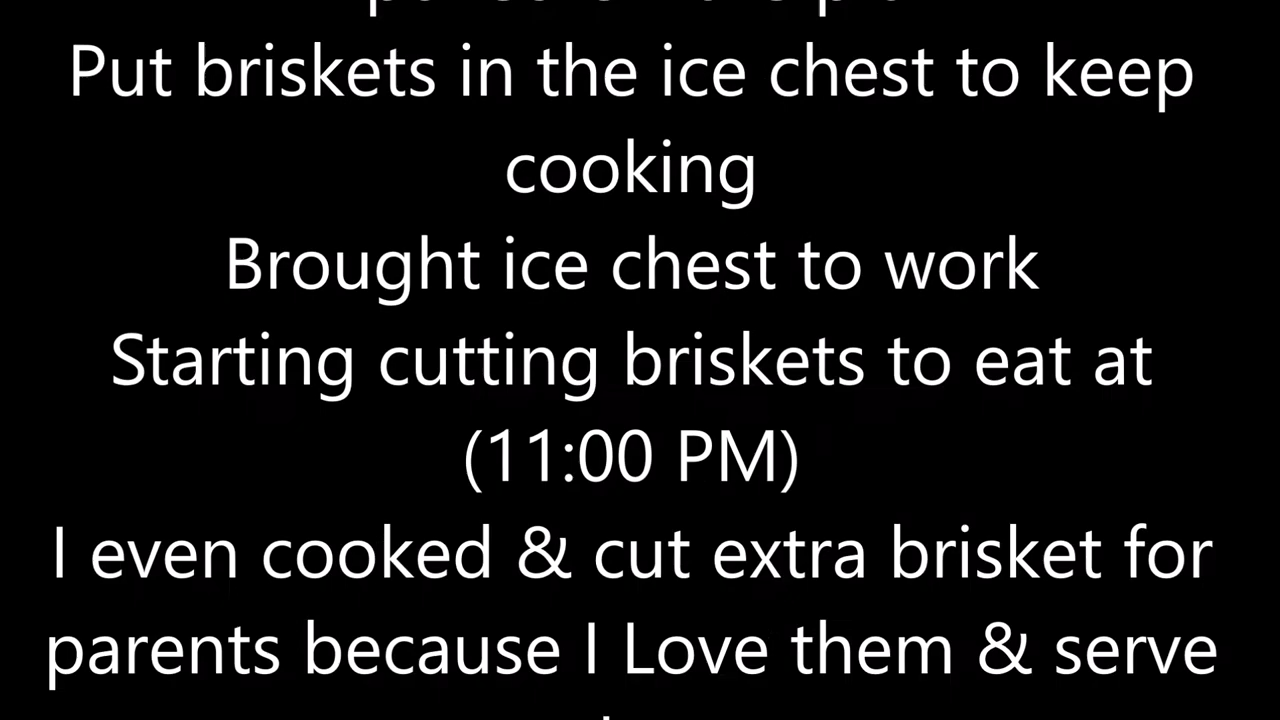 Put briskets in the ice chest to keep
cooking
Brought ice chest to work
Starting cutting briskets to eat at
(11:00 PM)
I even cooked & cut extra brisket for
parents because I Love them & serve